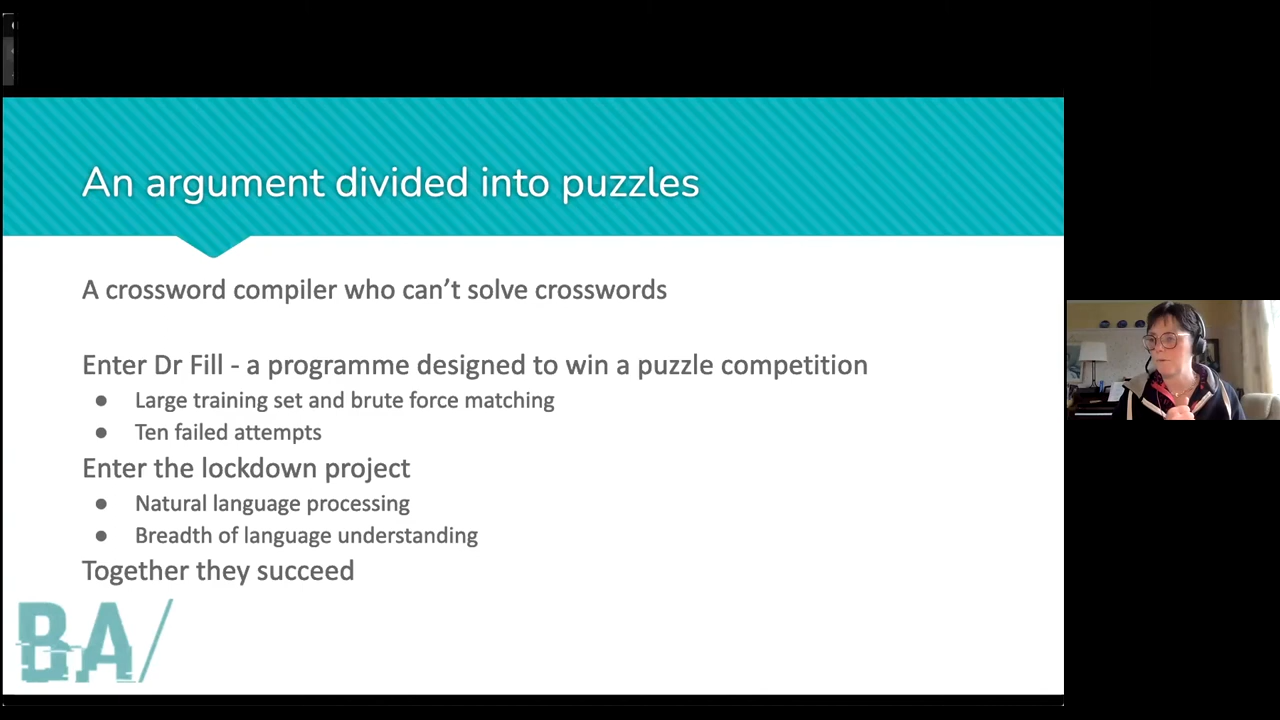 An argument divided into puzzles
A crossword compiler who can't solve crosswords
Enter Dr Fill - a programme designed to win a puzzle competition
● Large training set and brute force matching
● Ten failed attempts
Enter the lockdown project
● Natural language processing
● Breadth of language understanding
Together they succeed
BA/